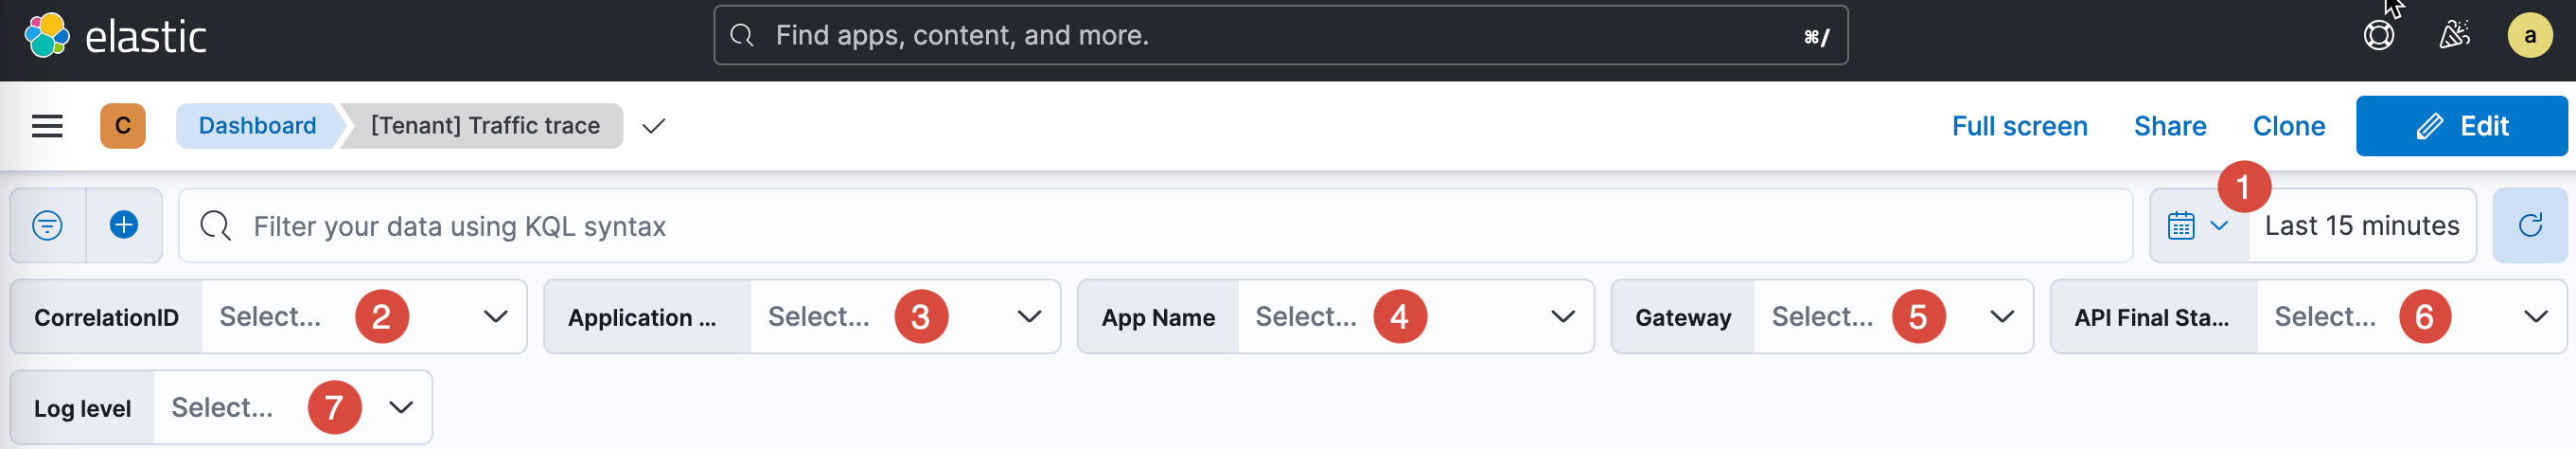 elastic Find apps, content, and more. ⌘/ a
C Dashboard [Tenant] Traffic trace Full screen Share Clone Edit
1
Filter your data using KQL syntax Last 15 minutes
CorrelationID Select... 2 Application ... Select... 3 App Name Select... 4 Gateway Select... 5 API Final Sta... Select... 6
Log level Select... 7